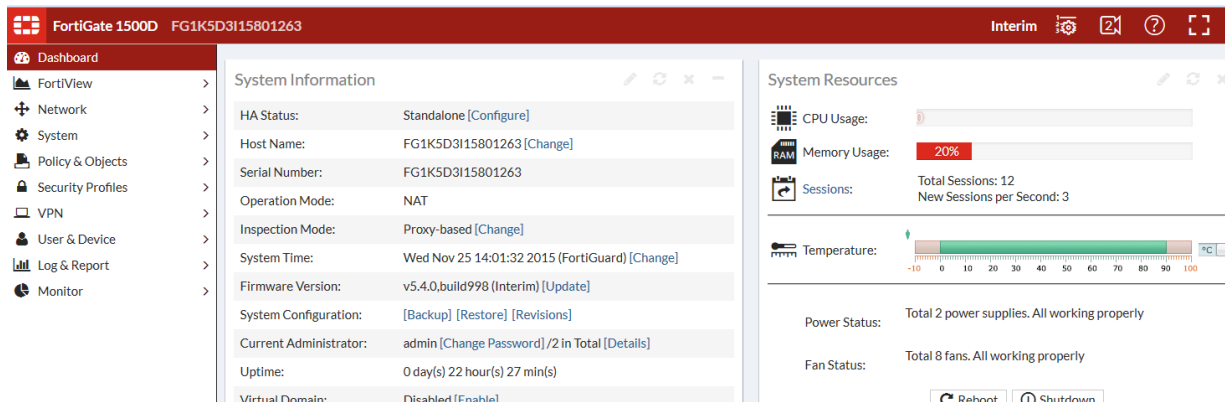 FortiGate 1500D FG1K5D3I15801263
Interim
2
?
Dashboard
FortiView
Network
System
Policy & Objects
Security Profiles
VPN
User & Device
Log & Report
Monitor
System Information
HA Status: Standalone [Configure]
Host Name: FG1K5D3I15801263 [Change]
Serial Number: FG1K5D3I15801263
Operation Mode: NAT
Inspection Mode: Proxy-based [Change]
System Time: Wed Nov 25 14:01:32 2015 (FortiGuard) [Change]
Firmware Version: v5.4.0,build998 (Interim) [Update]
System Configuration: [Backup] [Restore] [Revisions]
Current Administrator: admin [Change Password] /2 in Total [Details]
Uptime: 0 day(s) 22 hour(s) 27 min(s)
Virtual Domain: Disabled [Enable]
System Resources
CPU Usage:
RAM Memory Usage: 20%
Sessions: Total Sessions: 12
New Sessions per Second: 3
Temperature: °C
-10 0 10 20 30 40 50 60 70 80 90 100
Power Status: Total 2 power supplies. All working properly
Fan Status: Total 8 fans. All working properly
Reboot Shutdown